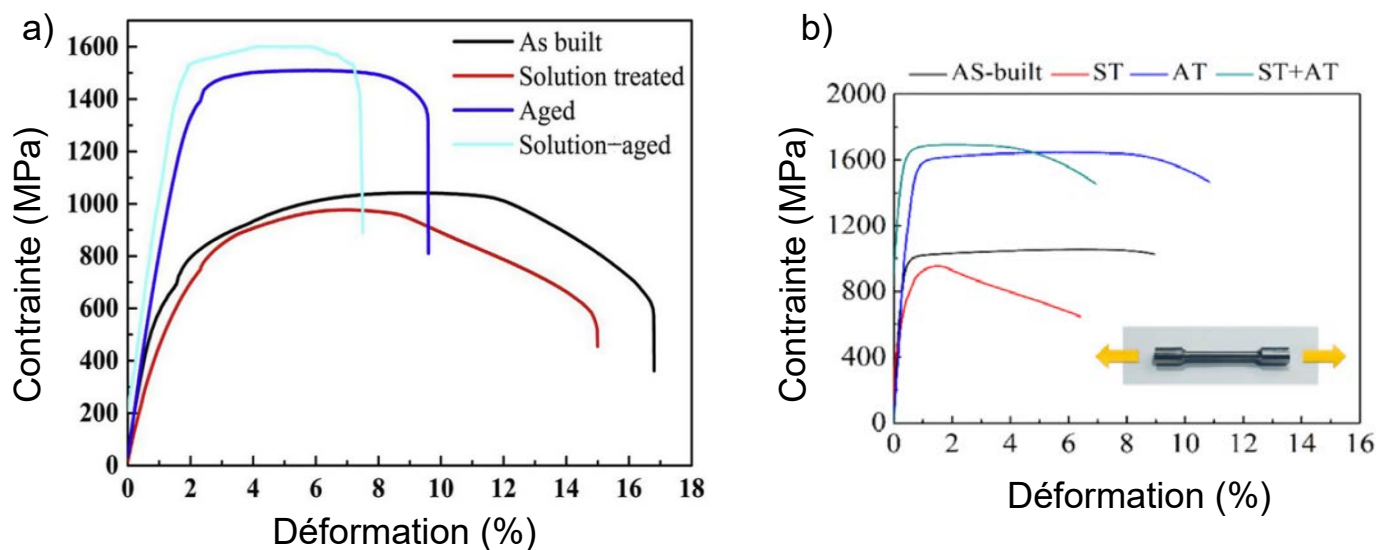 a)
1600
1400
1200
1000
800
600
400
200
0
Contrainte (MPa)
As built
Solution treated
Aged
Solution-aged
0 2 4 6 8 10 12 14 16 18
Déformation (%)
b)
AS-built ST AT ST+AT
2000
1600
1200
800
400
0
Contrainte (MPa)
0 2 4 6 8 10 12 14 16
Déformation (%)